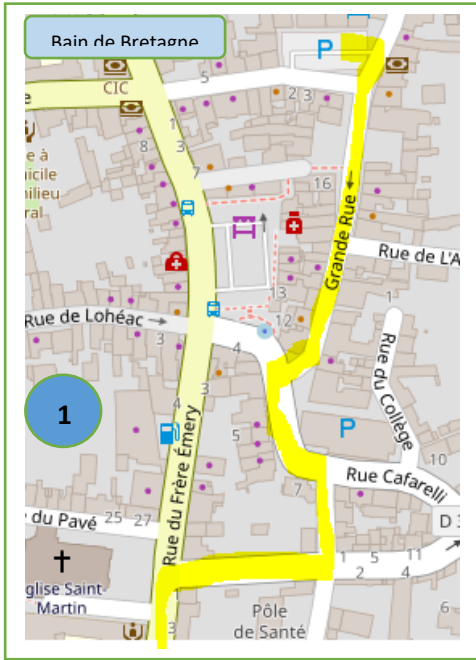 Bain de Bretagne
P
5
CIC
2 3
1
3
8
7
16
Grande Rue
Rue de L'A
13
12
1
Rue de Lohéac
3
4
3
4
1
Rue du Frère Émery
5
P
Rue du Collège
10
7
Rue Cafarelli
D 3
du Pavé 25 27
1 5 11
2 4
glise Saint-
Martin
3
Pôle
de Santé
6